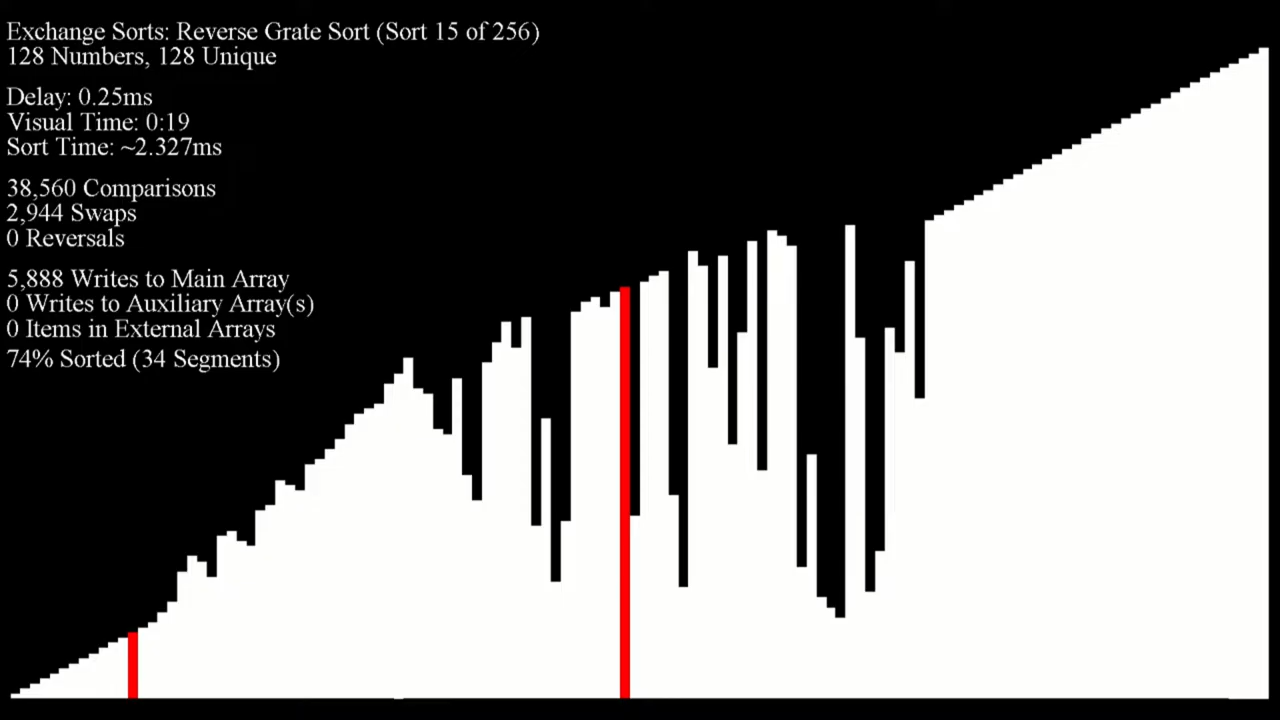 Exchange Sorts: Reverse Grate Sort (Sort 15 of 256)
128 Numbers, 128 Unique
Delay: 0.25ms
Visual Time: 0:19
Sort Time: ~2.327ms
38,560 Comparisons
2,944 Swaps
0 Reversals
5,888 Writes to Main Array
0 Writes to Auxiliary Array(s)
0 Items in External Arrays
74% Sorted (34 Segments)